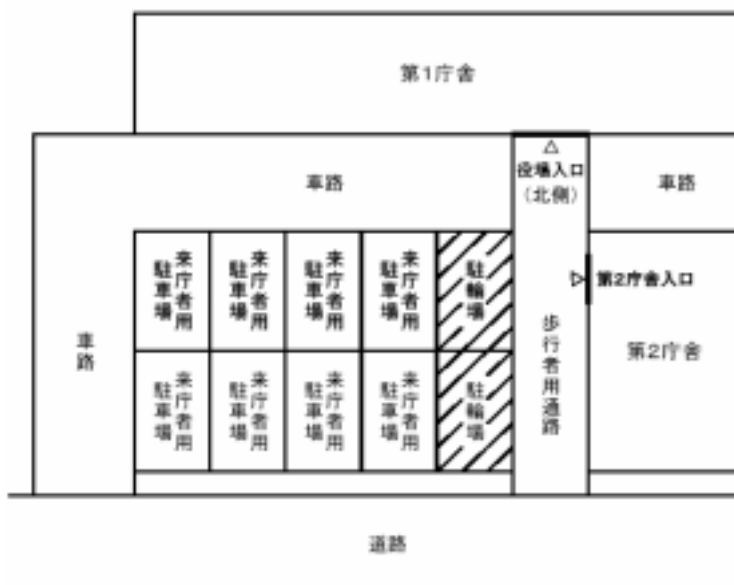 第1庁舎
車路
△
役場入口
(北側)
車路
来庁者用
駐車場
来庁者用
駐車場
来庁者用
駐車場
来庁者用
駐車場
駐輪場
▷第2庁舎入口
車路
歩行者用通路
第2庁舎
来庁者用
駐車場
来庁者用
駐車場
来庁者用
駐車場
来庁者用
駐車場
駐輪場
道路